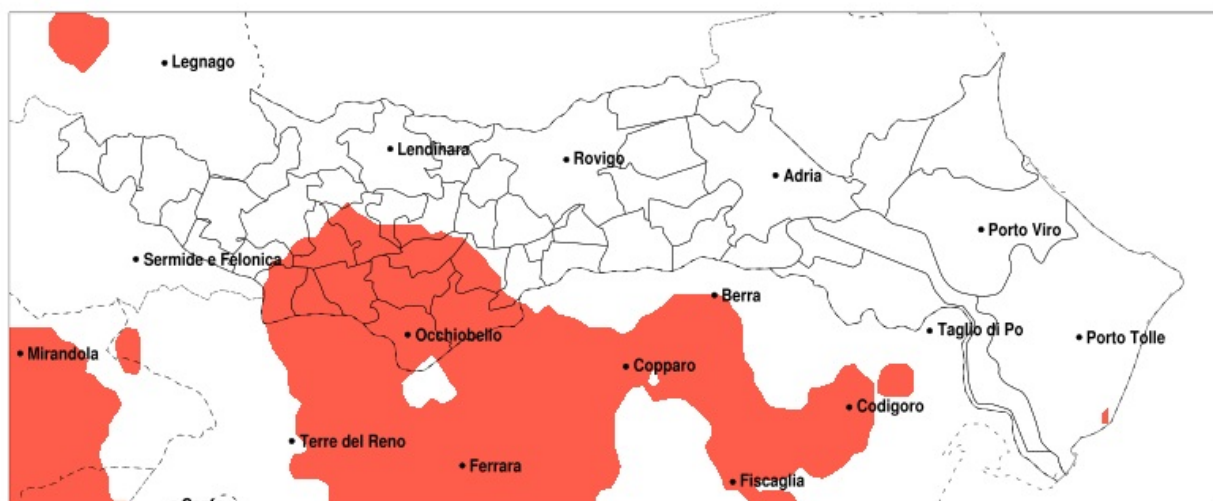 Legnago
Lendinara
Rovigo
Adria
Porto Viro
Sermide e Felonica
Berra
Taglio di Po
Porto Tolle
Occhiobello
Mirandola
Copparo
Codigoro
Terre del Reno
Ferrara
Fiscaglia